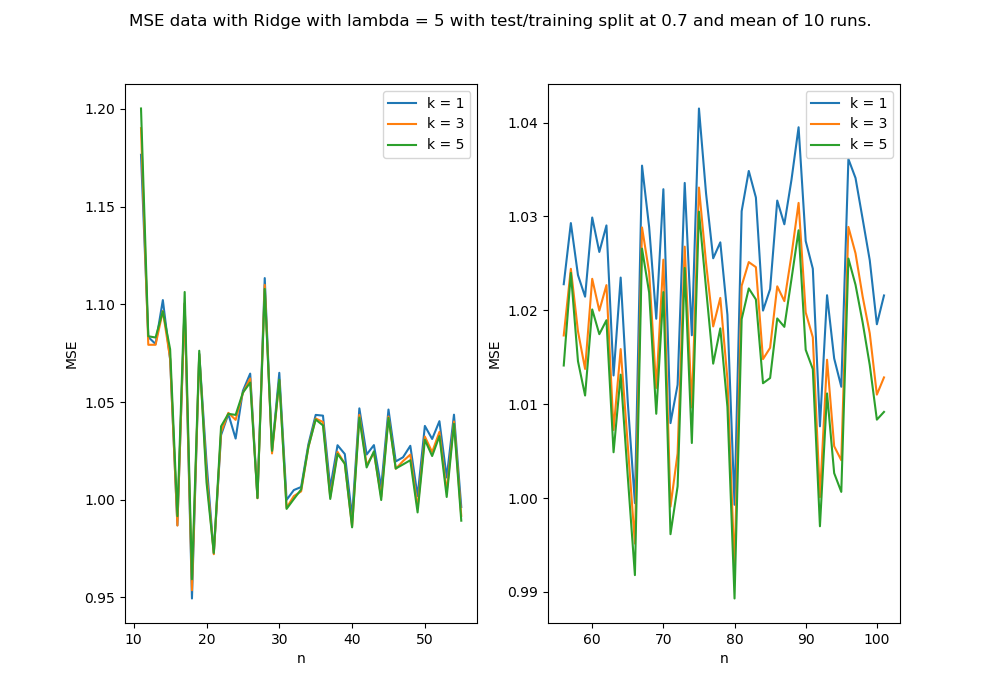 MSE data with Ridge with lambda = 5 with test/training split at 0.7 and mean of 10 runs.
1.20
1.15
1.10
1.05
1.00
0.95
MSE
10
20
30
40
50
n
k = 1
k = 3
k = 5
1.04
1.03
1.02
1.01
1.00
0.99
MSE
60
70
80
90
100
n
k = 1
k = 3
k = 5